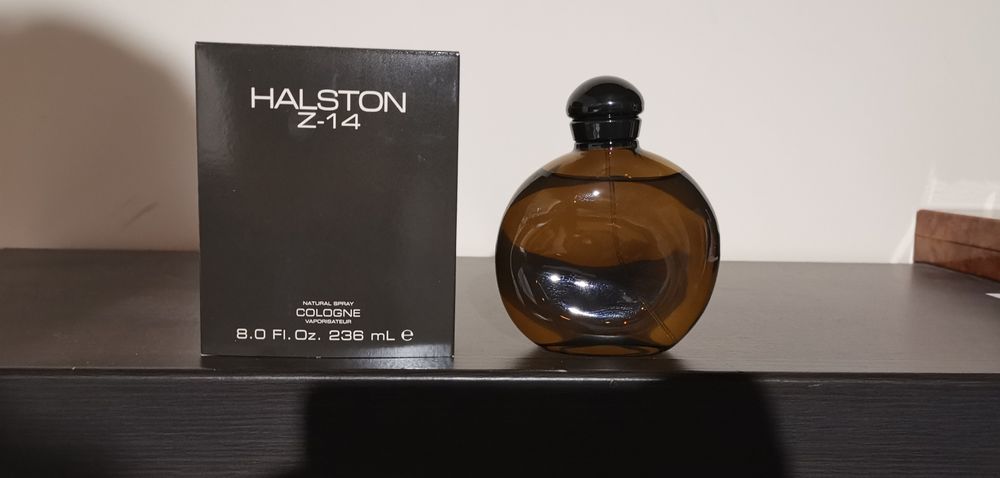 HALSTON
Z-14
NATURAL SPRAY
COLOGNE
VAPORISATEUR
8.0 Fl.Oz. 236 mL ℮